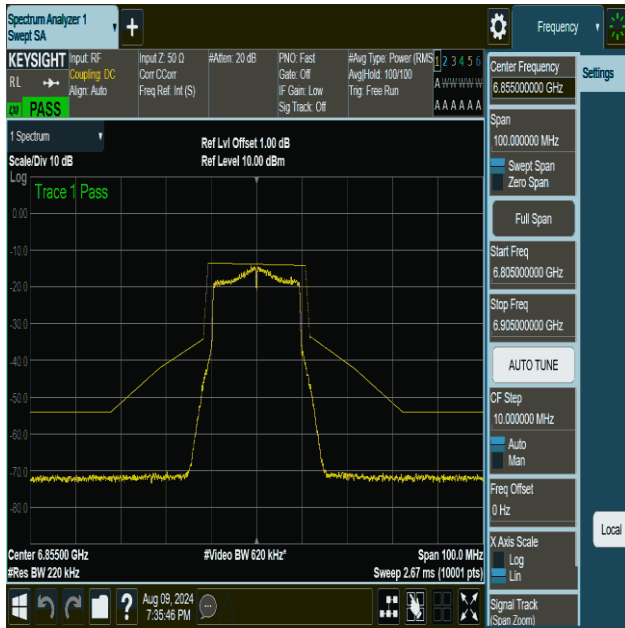 Spectrum Analyzer 1
Swept SA
+
Frequency
KEYSIGHT
RL
PASS
Input: RF
Coupling: DC
Align: Auto
Input Z: 50 Ω
Corr CCorr
Freq Ref: Int (S)
#Atten: 20 dB
PNO: Fast
Gate: Off
IF Gain: Low
Sig Track: Off
#Avg Type: Power (RMS
Avg|Hold: 100/100
Trig: Free Run
1 2 3 4 5 6
A W W W W W
A A A A A A
1 Spectrum
Scale/Div 10 dB
Ref Lvl Offset 1.00 dB
Ref Level 10.00 dBm
Log
Trace 1 Pass
0.00
-10.0
-20.0
-30.0
-40.0
-50.0
-60.0
-70.0
-80.0
Center 6.85500 GHz
#Res BW 220 kHz
#Video BW 620 kHz*
Span 100.0 MHz
Sweep 2.67 ms (10001 pts)
Center Frequency
6.855000000 GHz
Span
100.000000 MHz
Swept Span
Zero Span
Full Span
Start Freq
6.805000000 GHz
Stop Freq
6.905000000 GHz
AUTO TUNE
CF Step
10.000000 MHz
Auto
Man
Freq Offset
0 Hz
X Axis Scale
Log
Lin
Signal Track
(Span Zoom)
Settings
Local
?
Aug 09, 2024
7:35:46 PM